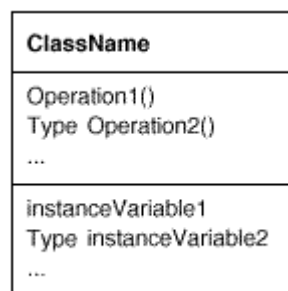 ClassName
Operation1()
Type Operation2()
...
instanceVariable1
Type instanceVariable2
...